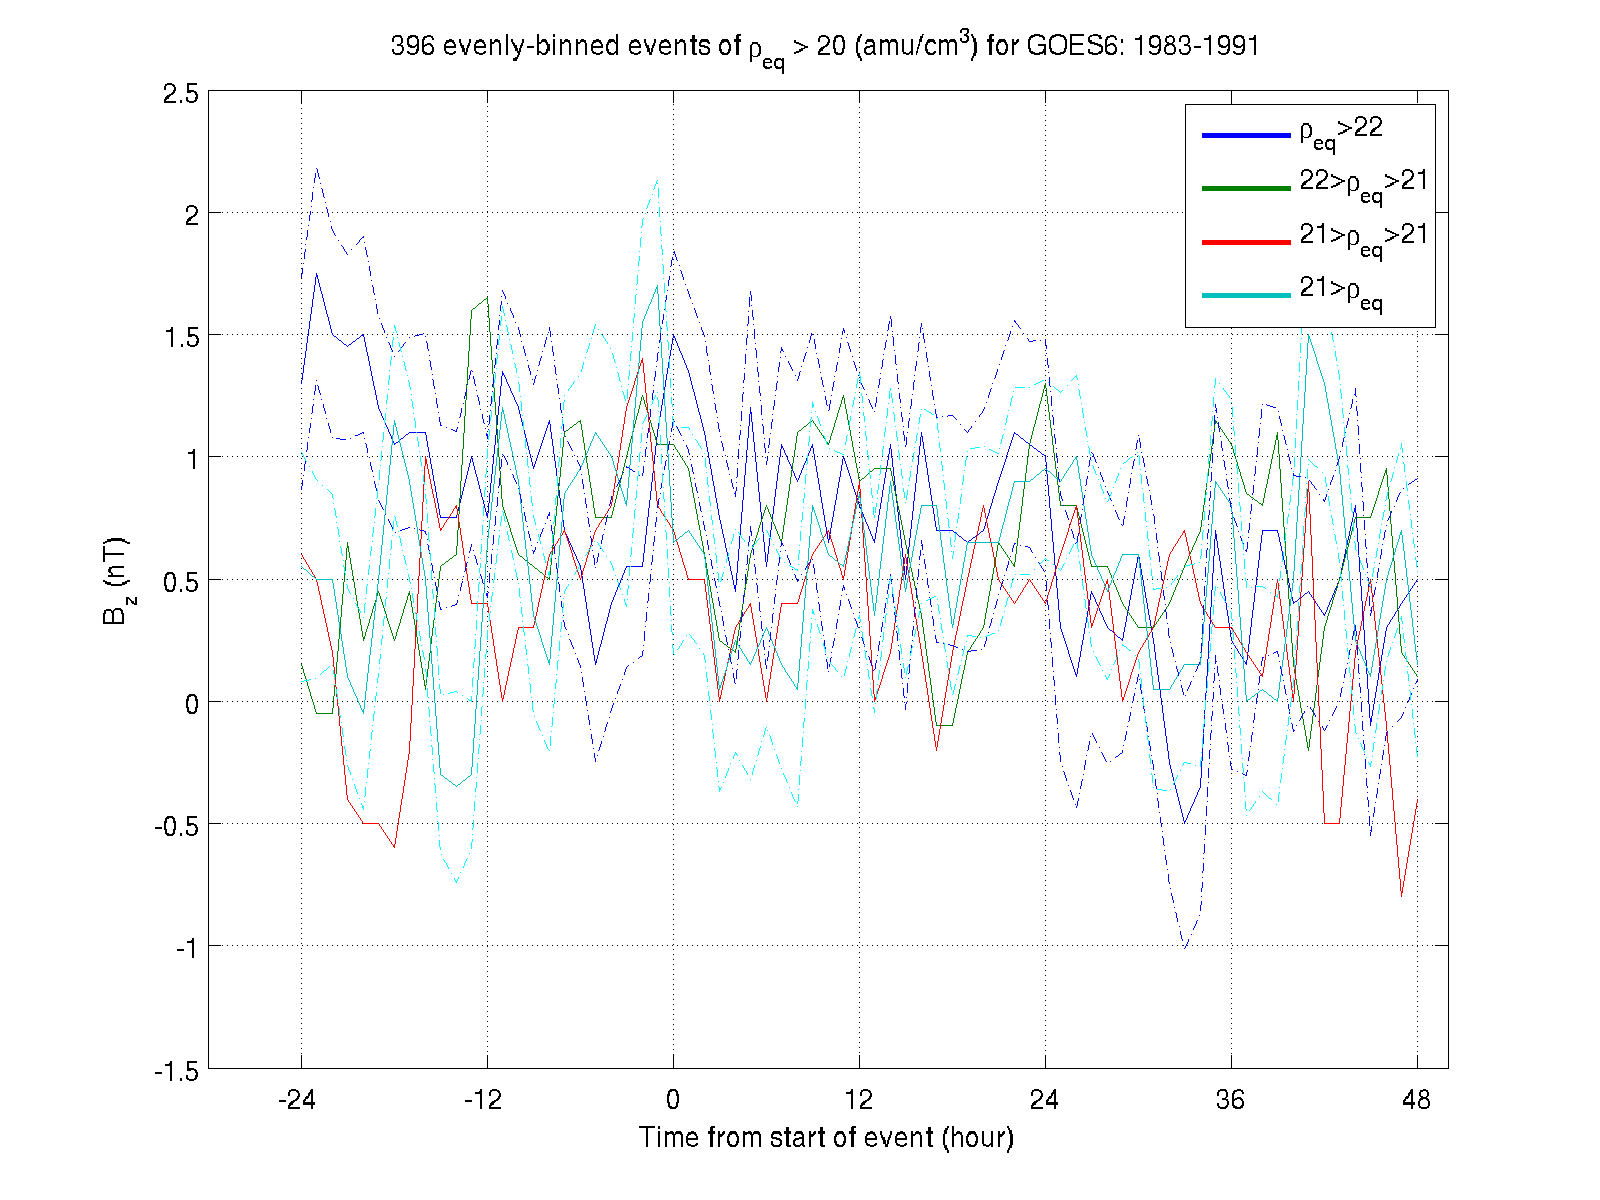 396 evenly-binned events of ρeq > 20 (amu/cm³) for GOES6: 1983-1991
2.5
2
1.5
1
0.5
0
-0.5
-1
-1.5
Bz (nT)
ρeq>22
22>ρeq>21
21>ρeq>21
21>ρeq
-24 -12 0 12 24 36 48
Time from start of event (hour)